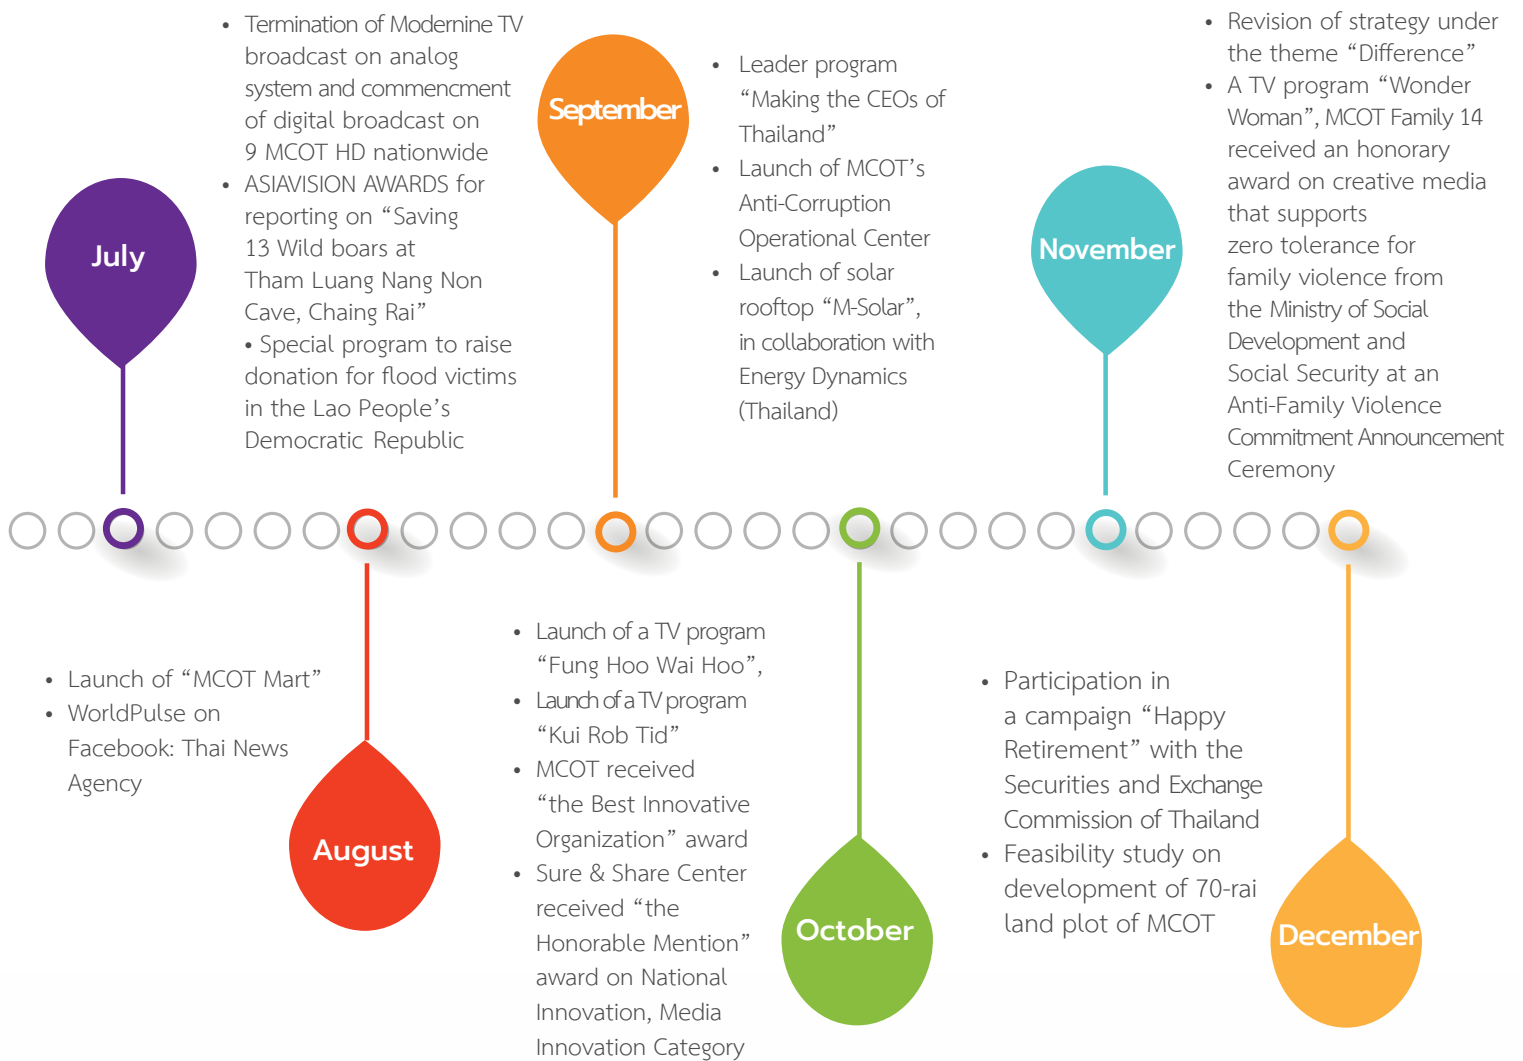 July
• Termination of Modernine TV
broadcast on analog
system and commencment
of digital broadcast on
9 MCOT HD nationwide
• ASIAVISION AWARDS for
reporting on “Saving
13 Wild boars at
Tham Luang Nang Non
Cave, Chaing Rai”
• Special program to raise
donation for flood victims
in the Lao People’s
Democratic Republic
• Launch of “MCOT Mart”
• WorldPulse on
Facebook: Thai News
Agency
August
September
• Leader program
“Making the CEOs of
Thailand”
• Launch of MCOT’s
Anti-Corruption
Operational Center
• Launch of solar
rooftop “M-Solar”,
in collaboration with
Energy Dynamics
(Thailand)
• Launch of a TV program
“Fung Hoo Wai Hoo”,
• Launch of a TV program
“Kui Rob Tid”
• MCOT received
“the Best Innovative
Organization” award
• Sure & Share Center
received “the
Honorable Mention”
award on National
Innovation, Media
Innovation Category
October
November
• Revision of strategy under
the theme “Difference”
• A TV program “Wonder
Woman”, MCOT Family 14
received an honorary
award on creative media
that supports
zero tolerance for
family violence from
the Ministry of Social
Development and
Social Security at an
Anti-Family Violence
Commitment Announcement
Ceremony
• Participation in
a campaign “Happy
Retirement” with the
Securities and Exchange
Commission of Thailand
• Feasibility study on
development of 70-rai
land plot of MCOT
December